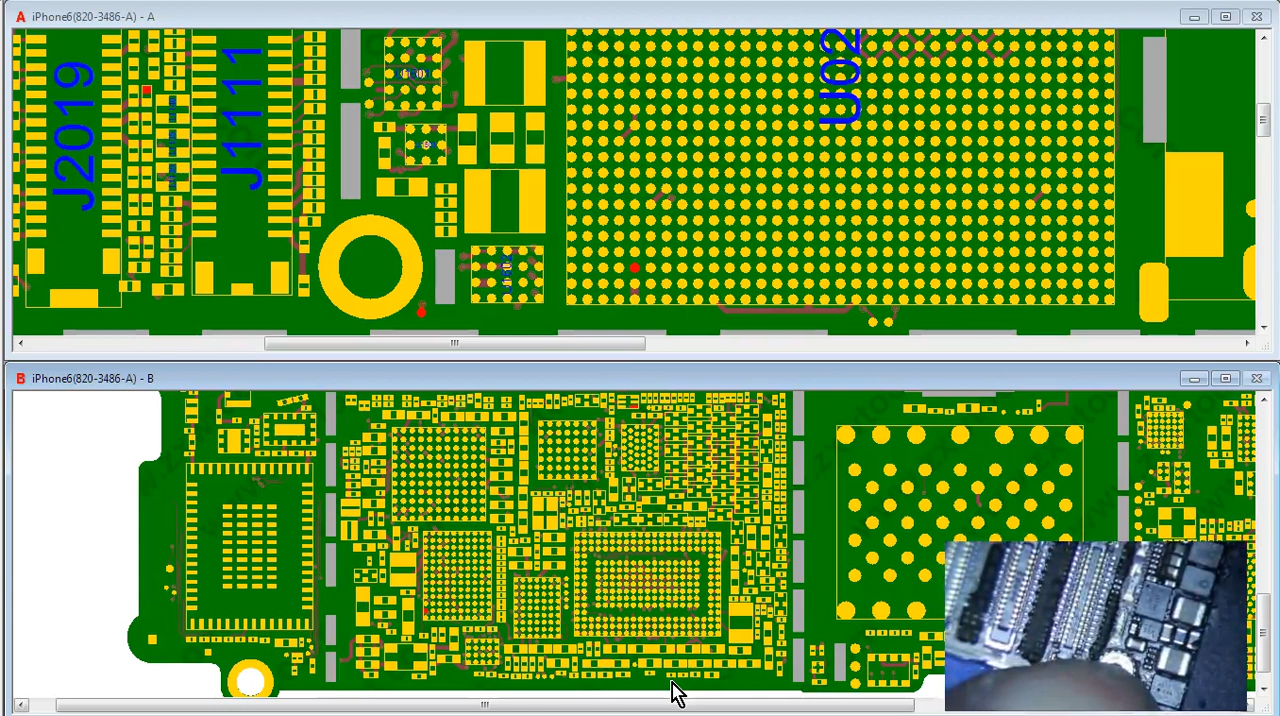 A iPhone6(820-3486-A) - A
J2019
J1111
U02
B iPhone6(820-3486-A) - B